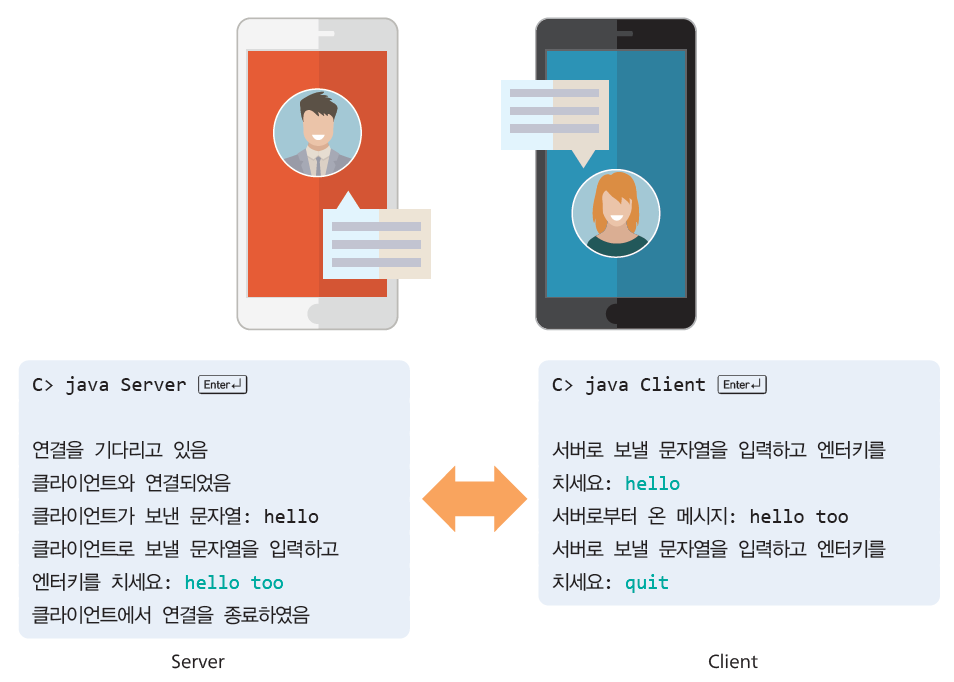 C> java Server Enter↵
연결을 기다리고 있음
클라이언트와 연결되었음
클라이언트가 보낸 문자열: hello
클라이언트로 보낼 문자열을 입력하고
엔터키를 치세요: hello too
클라이언트에서 연결을 종료하였음
Server
C> java Client Enter↵
서버로 보낼 문자열을 입력하고 엔터키를
치세요: hello
서버로부터 온 메시지: hello too
서버로 보낼 문자열을 입력하고 엔터키를
치세요: quit
Client